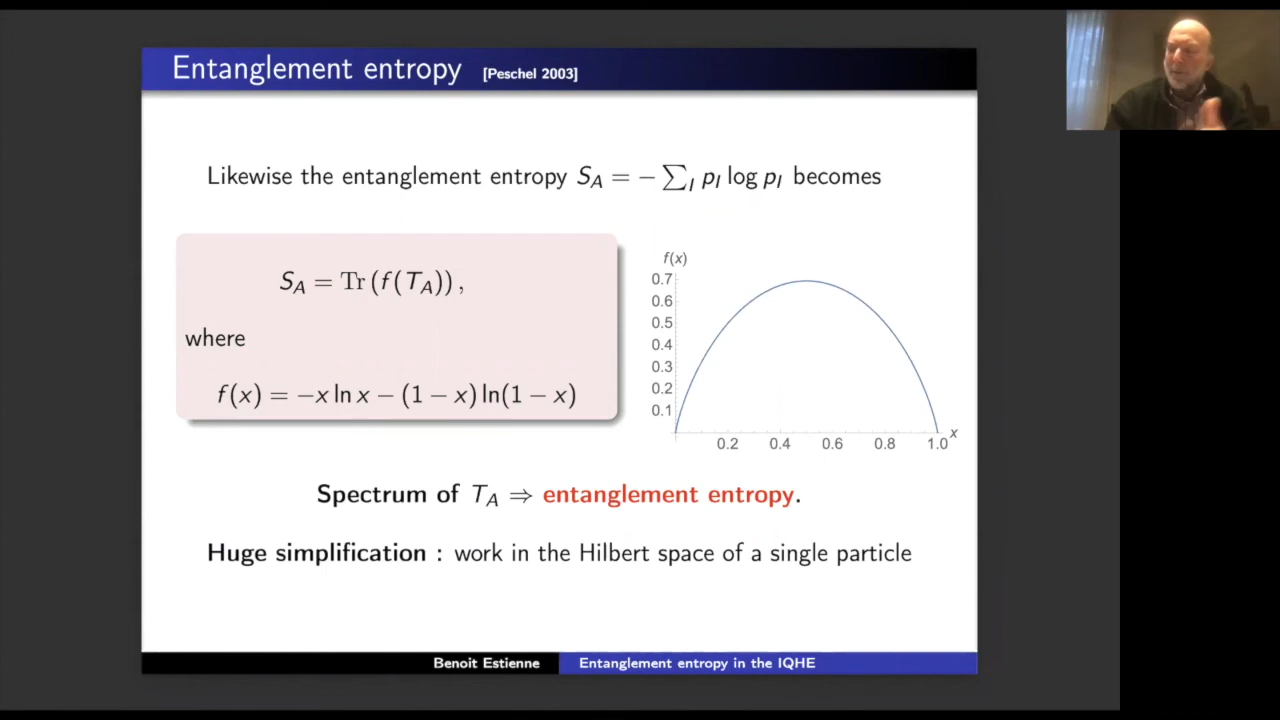 Entanglement entropy [Peschel 2003]
Likewise the entanglement entropy S_A = − ∑_I p_I log p_I becomes
S_A = Tr (f(T_A)) ,
where
f(x) = −x ln x − (1 − x) ln(1 − x)
f(x)
0.7
0.6
0.5
0.4
0.3
0.2
0.1
0.2 0.4 0.6 0.8 1.0 x
Spectrum of T_A ⇒ entanglement entropy.
Huge simplification : work in the Hilbert space of a single particle
Benoit Estienne Entanglement entropy in the IQHE